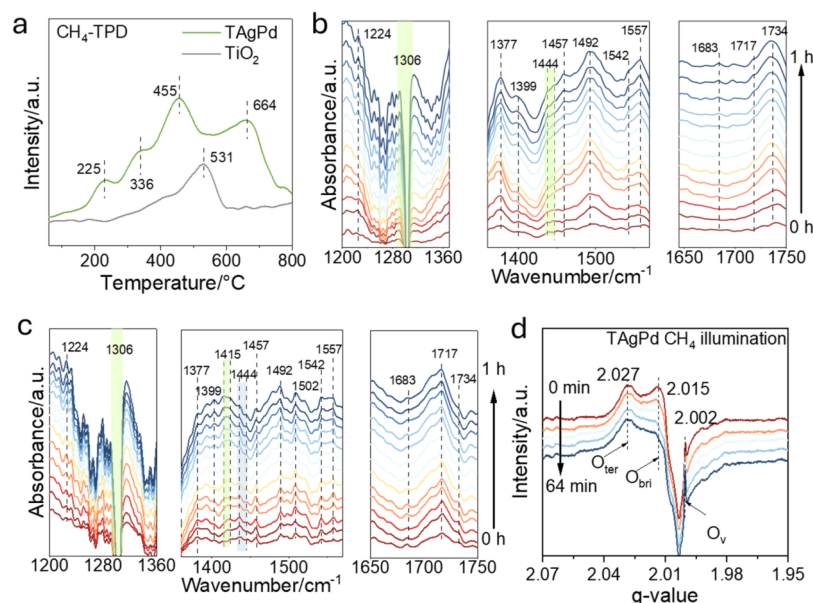 a
CH₄-TPD
TAgPd
TiO₂
455
664
225
336
531
Intensity/a.u.
0 200 400 600 800
Temperature/°C
b
1224
1306
1377
1399
1444
1457
1492
1542
1557
1683
1717
1734
1 h
0 h
Absorbance/a.u.
1200 1280 1360
1400 1500
1650 1700 1750
Wavenumber/cm⁻¹
c
1224
1306
1377
1399
1415
1444
1457
1492
1502
1542
1557
1683
1717
1734
1 h
0 h
Absorbance/a.u.
1200 1280 1360
1400 1500
1650 1700 1750
Wavenumber/cm⁻¹
d
TAgPd CH₄ illumination
2.027
2.015
2.002
0 min
64 min
O_ter
O_bri
O_v
Intensity/a.u.
2.07 2.04 2.01 1.98 1.95
g-value